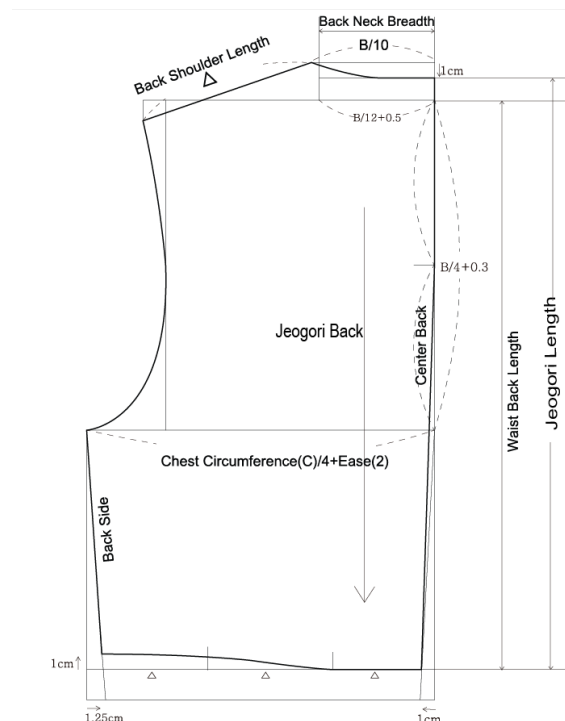 Back Neck Breadth
B/10
Back Shoulder Length
△
1cm
B/12+0.5
B/4+0.3
Jeogori Back
Center Back
Waist Back Length
Jeogori Length
Chest Circumference(C)/4+Ease(2)
Back Side
1cm
△ △ △
1.25cm
1cm